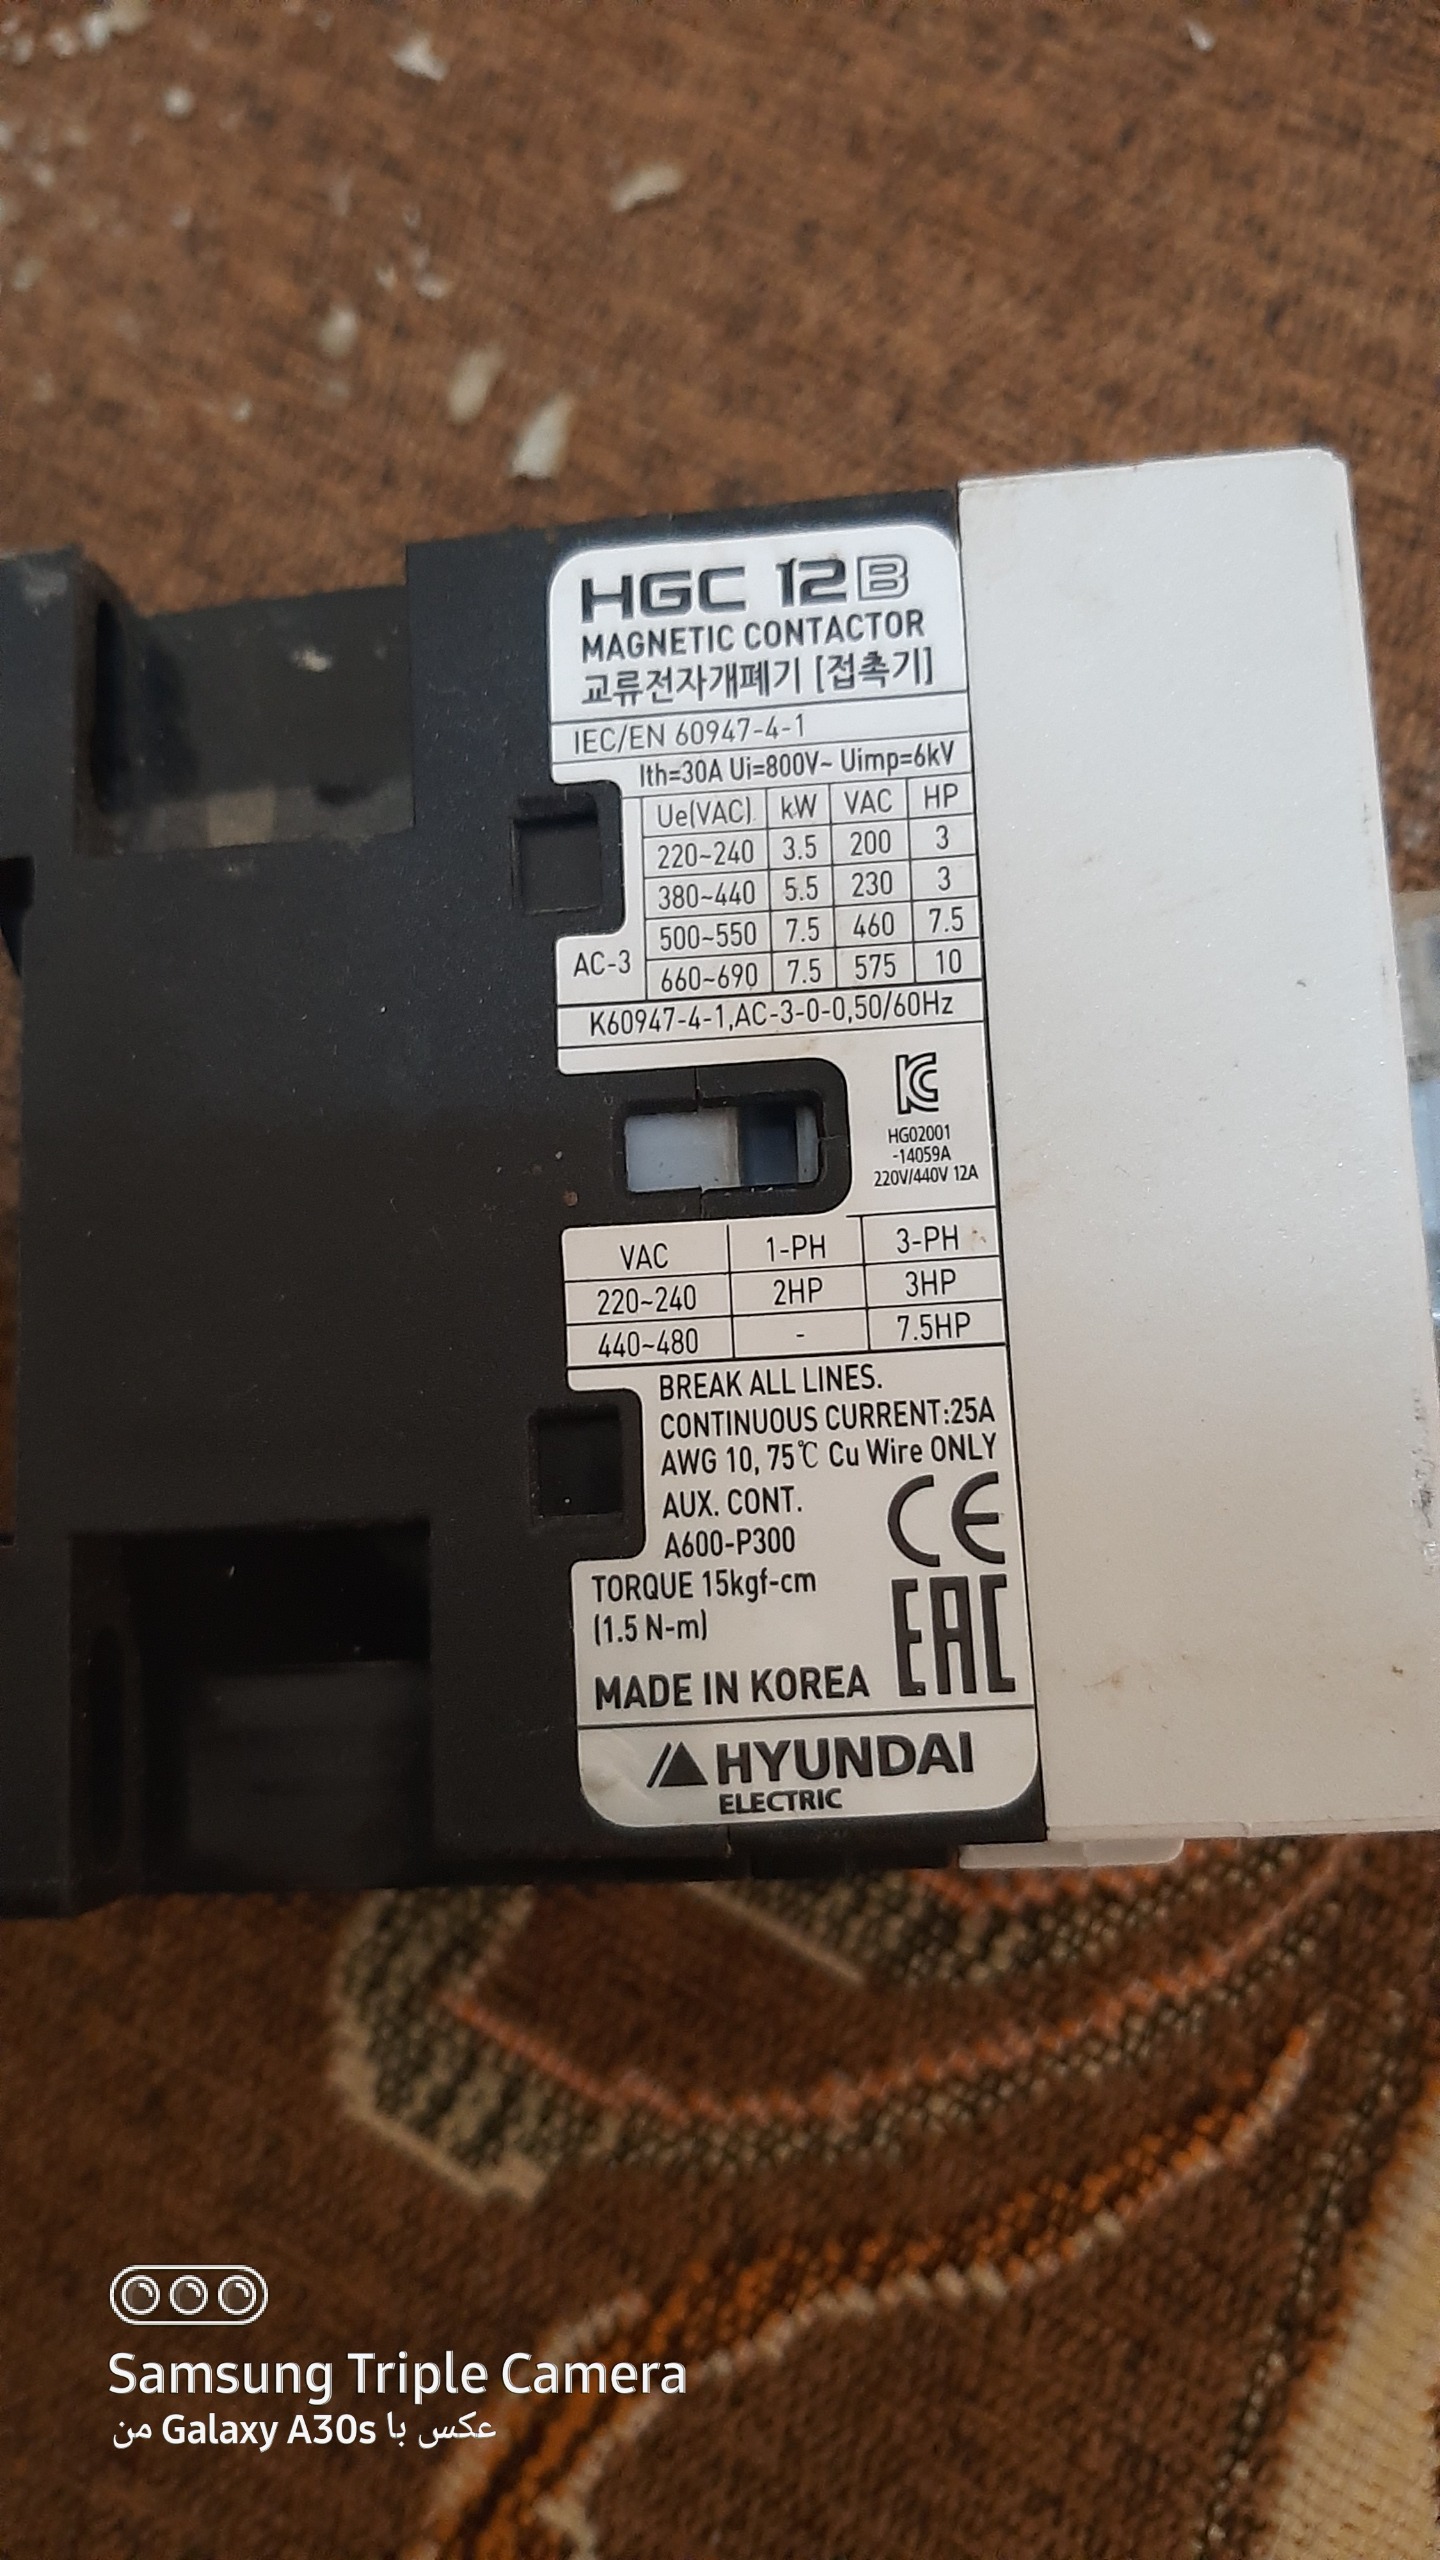 HGC 12B
MAGNETIC CONTACTOR
교류전자개폐기 [접촉기]
IEC/EN 60947-4-1
Ith=30A Ui=800V~ Uimp=6kV
AC-3
Ue(VAC) kW VAC HP
220~240 3.5 200 3
380~440 5.5 230 3
500~550 7.5 460 7.5
660~690 7.5 575 10
K60947-4-1,AC-3-0-0,50/60Hz
HG02001
-14059A
220V/440V 12A
VAC 1-PH 3-PH
220~240 2HP 3HP
440~480 - 7.5HP
BREAK ALL LINES.
CONTINUOUS CURRENT:25A
AWG 10, 75℃ Cu Wire ONLY
AUX. CONT.
A600-P300
CE
TORQUE 15kgf-cm
(1.5 N-m)
EAC
MADE IN KOREA
HYUNDAI
ELECTRIC
Samsung Triple Camera
عکس با Galaxy A30s من